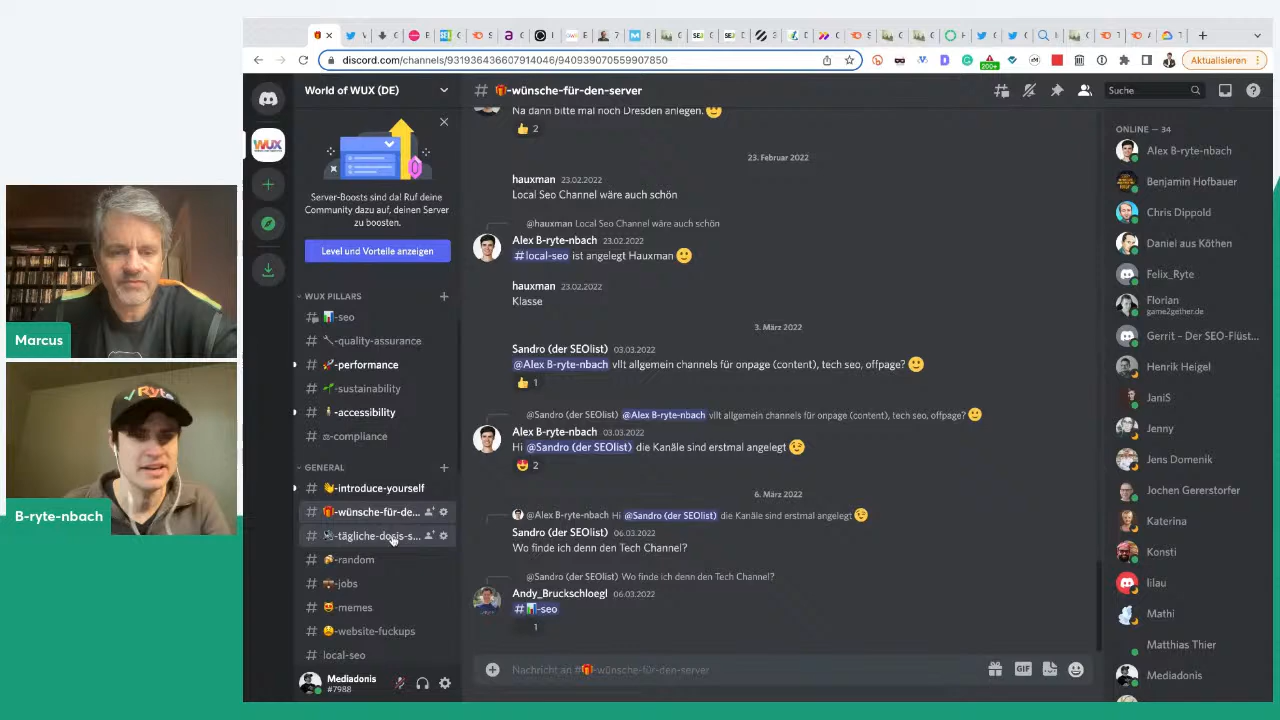 discord.com/channels/931936436607914046/940939070559907850
200+
Aktualisieren
World of WUX (DE)
# 🎁-wünsche-für-den-server
Suche
WUX
Server-Boosts sind da! Ruf deine
Community dazu auf, deinen Server
zu boosten.
Level und Vorteile anzeigen
WUX PILLARS
# 📊-seo
# 🔧-quality-assurance
# 🚀-performance
# 🌱-sustainability
# 🚶-accessibility
# ⚖-compliance
GENERAL
# 👋-introduce-yourself
# 🎁-wünsche-für-de...
-tägliche-dosis-s...
# 🍻-random
-jobs
-memes
-website-fuckups
local-seo
Mediadonis
#7988
Na dann bitte mal noch Dresden anlegen. 🙂
👍 2
23. Februar 2022
hauxman 23.02.2022
Local Seo Channel wäre auch schön
@hauxman Local Seo Channel wäre auch schön
Alex B-ryte-nbach 23.02.2022
#local-seo ist angelegt Hauxman 🙂
hauxman 23.02.2022
Klasse
3. März 2022
Sandro (der SEOlist) 03.03.2022
@Alex B-ryte-nbach vllt allgemein channels für onpage (content), tech seo, offpage? 🙂
👍 1
@Sandro (der SEOlist) @Alex B-ryte-nbach vllt allgemein channels für onpage (content), tech seo, offpage? 🙂
Alex B-ryte-nbach 03.03.2022
Hi @Sandro (der SEOlist) die Kanäle sind erstmal angelegt 😉
😍 2
6. März 2022
@Alex B-ryte-nbach Hi @Sandro (der SEOlist) die Kanäle sind erstmal angelegt 😉
Sandro (der SEOlist) 06.03.2022
Wo finde ich denn den Tech Channel?
@Sandro (der SEOlist) Wo finde ich denn den Tech Channel?
Andy_Bruckschloegl 06.03.2022
# 📊-seo
1
Nachricht an #🎁-wünsche-für-den-server
GIF
ONLINE — 34
Alex B-ryte-nbach
Benjamin Hofbauer
Chris Dippold
Daniel aus Köthen
Felix_Ryte
Florian
game2gether.de
Gerrit - Der SEO-Flüst...
Henrik Heigel
JaniS
Jenny
Jens Domenik
Jochen Gererstorfer
Katerina
Konsti
lilau
Mathi
Matthias Thier
Mediadonis
Marcus
Ryte
B-ryte-nbach